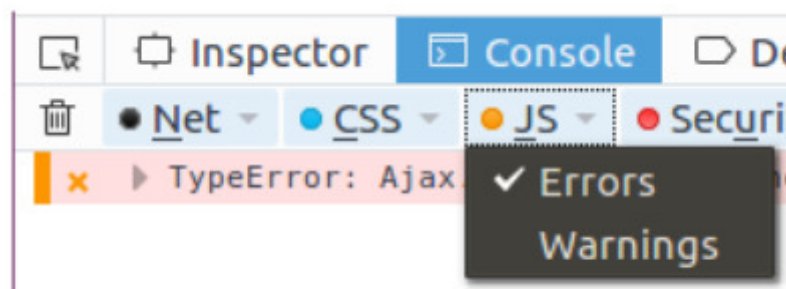 Inspector Console
Net CSS JS
TypeError: Ajax.
Errors
Warnings